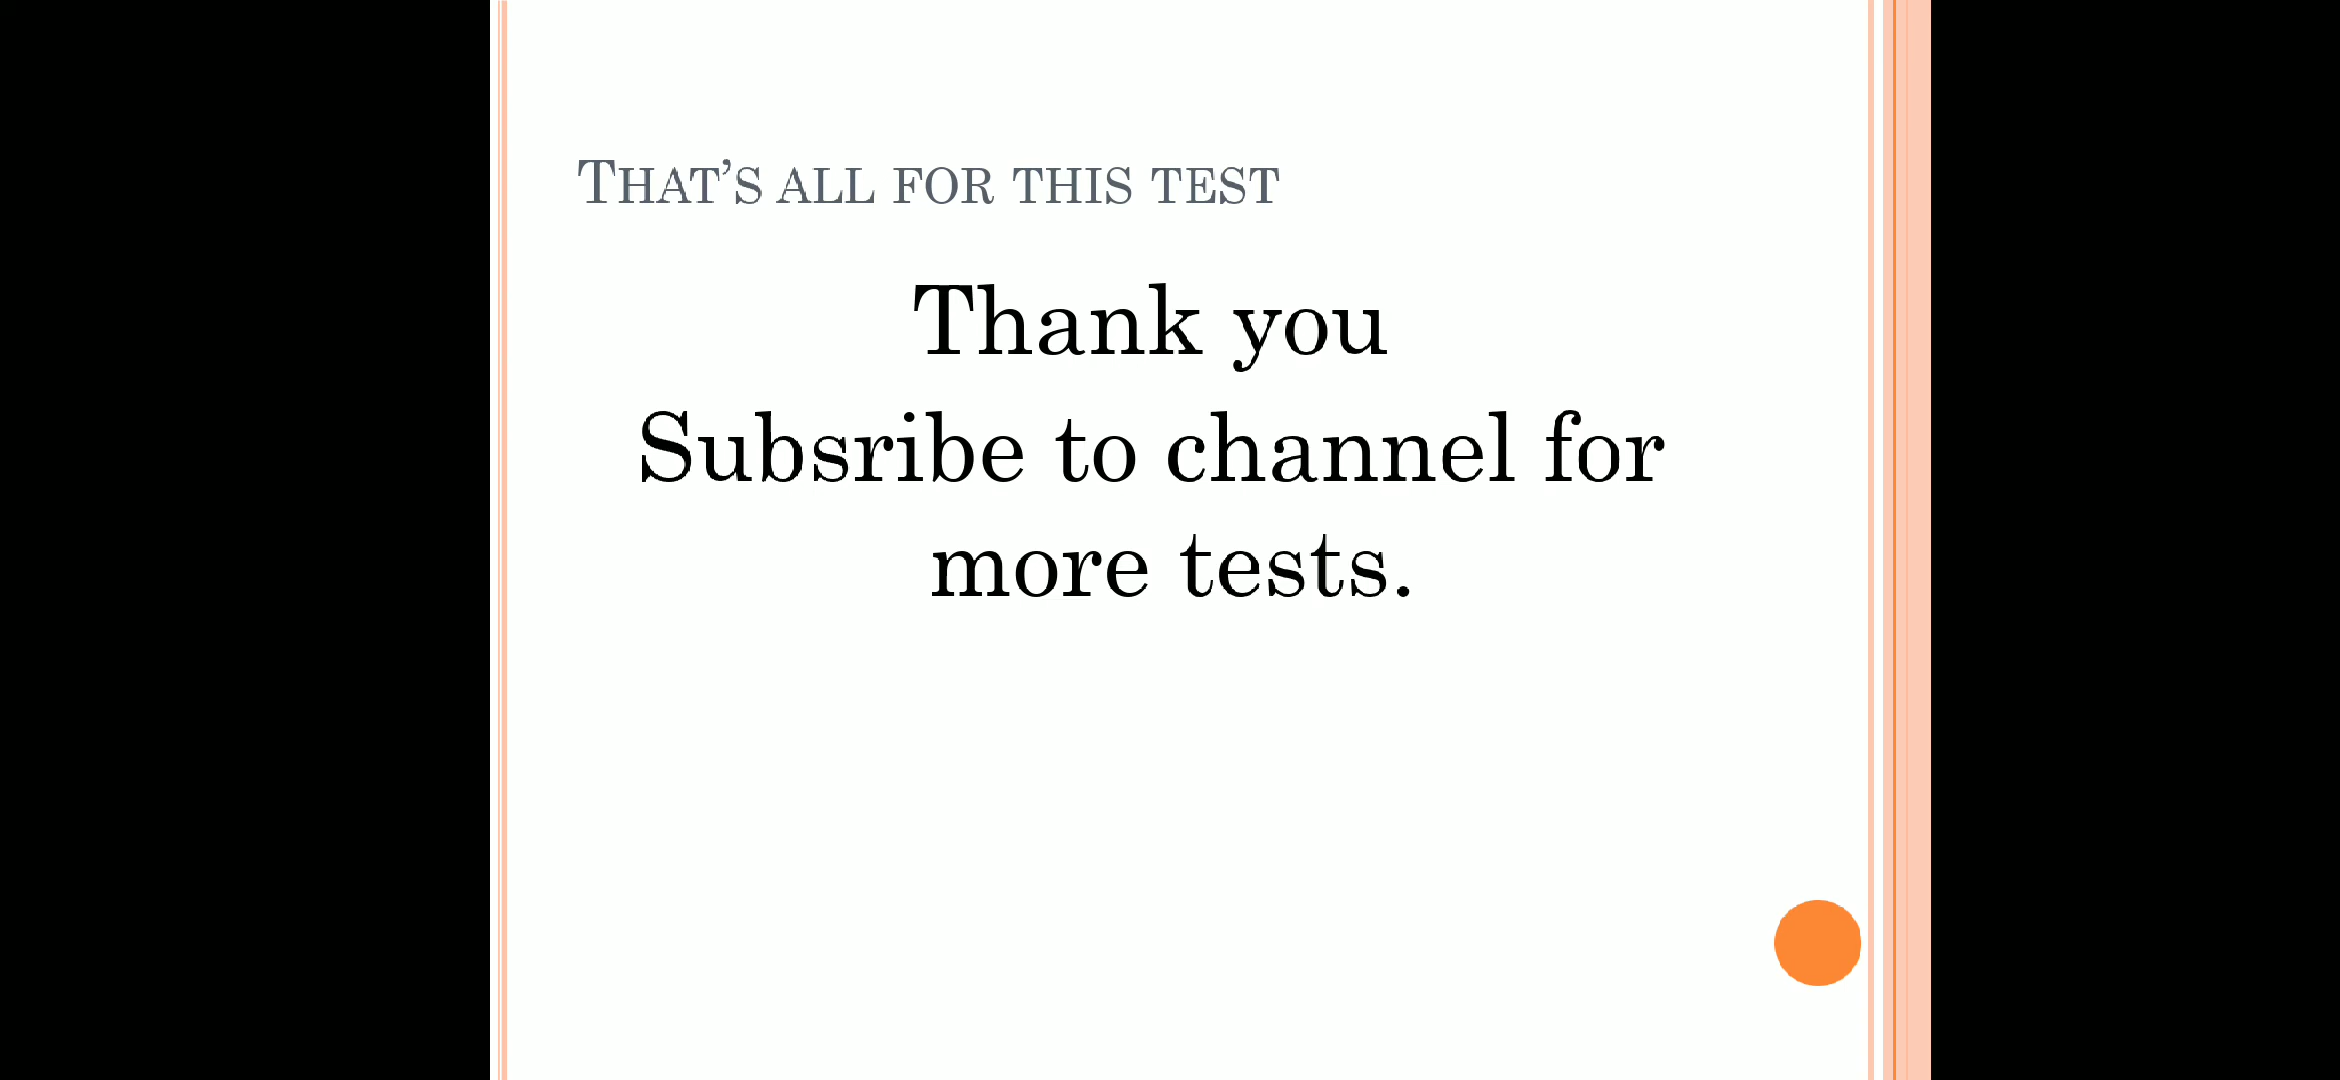 That's all for this test
Thank you
Subsribe to channel for
more tests.